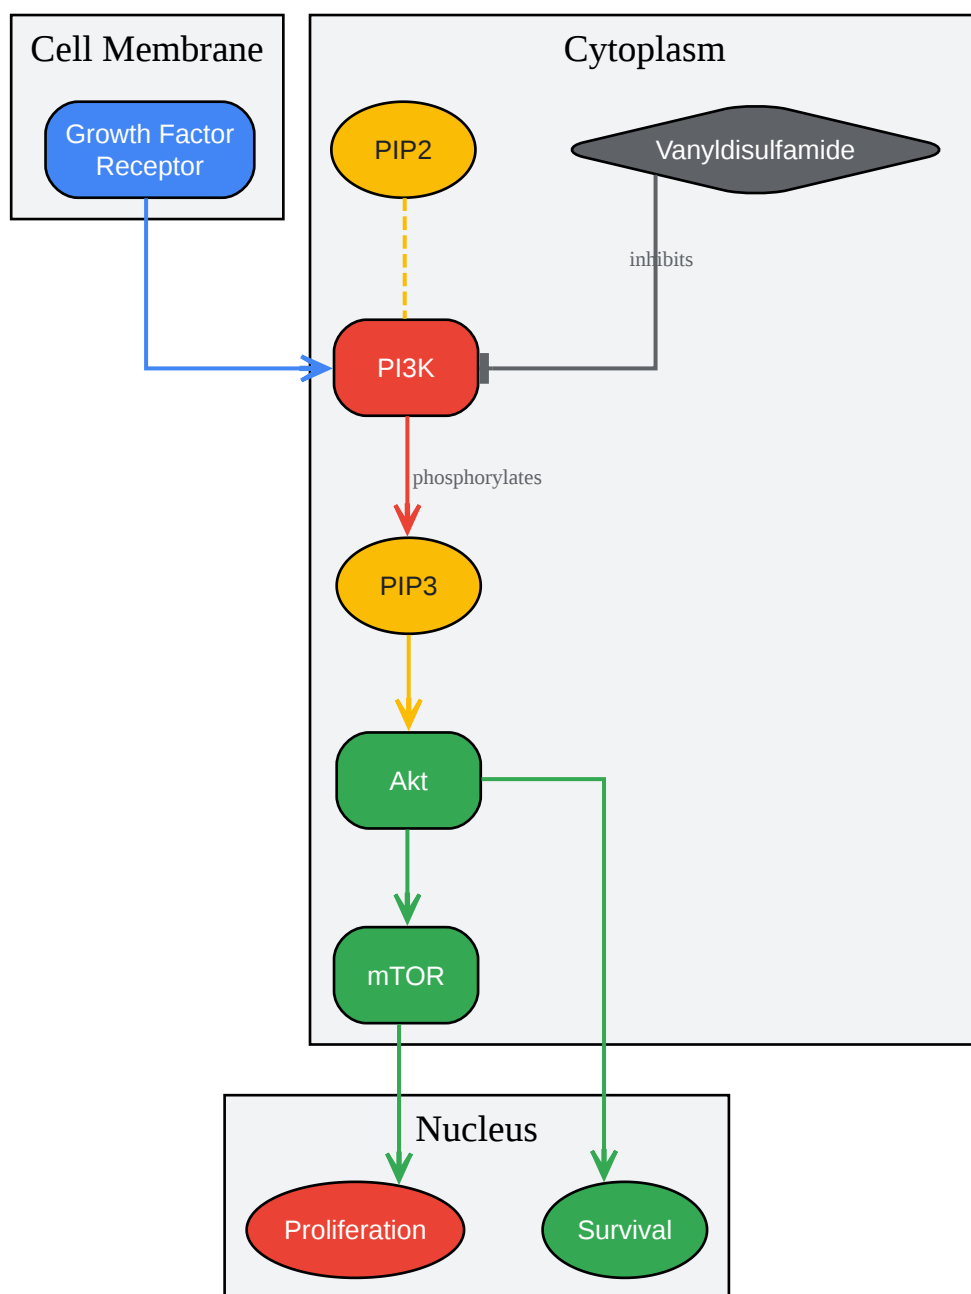 Cell Membrane
Cytoplasm
Growth Factor
Receptor
PIP2
Vanyldisulfamide
inhibits
PI3K
phosphorylates
PIP3
Akt
mTOR
Nucleus
Proliferation
Survival